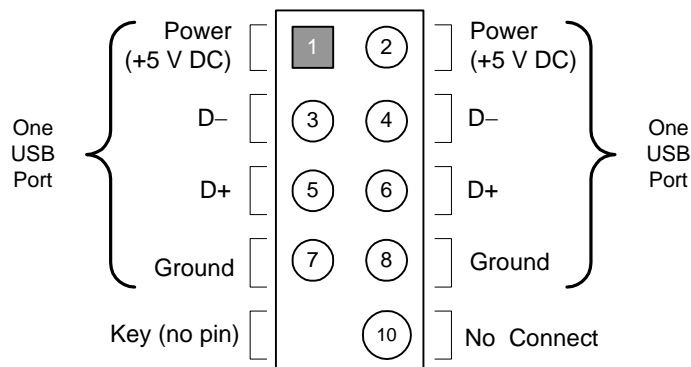 Power
(+5 V DC)
1
2
Power
(+5 V DC)
D−
3
4
D−
One
USB
Port
One
USB
Port
D+
5
6
D+
Ground
7
8
Ground
Key (no pin)
10
No Connect